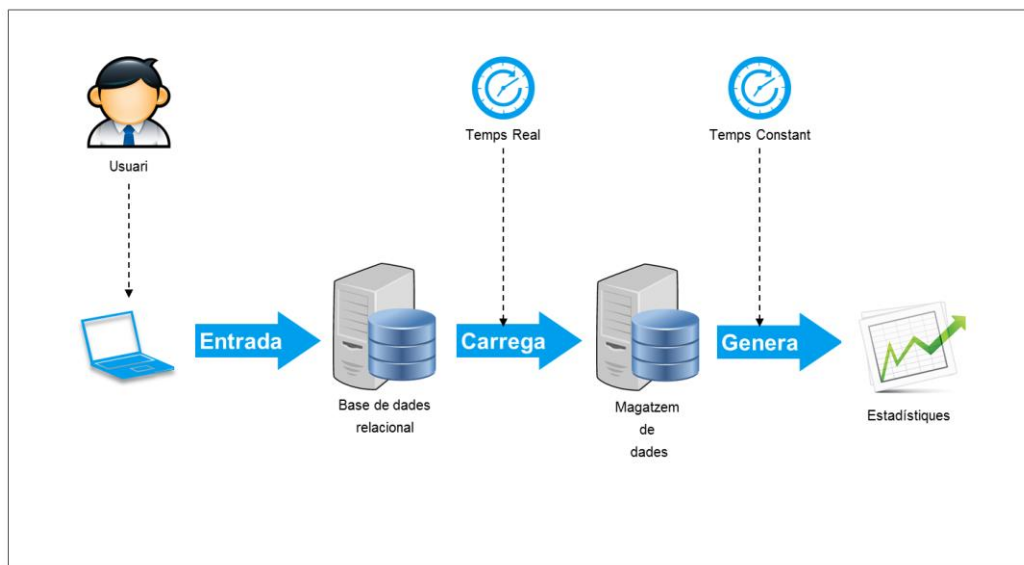 Usuari
Temps Real
Temps Constant
Entrada
Carrega
Genera
Base de dades
relacional
Magatzem
de
dades
Estadístiques